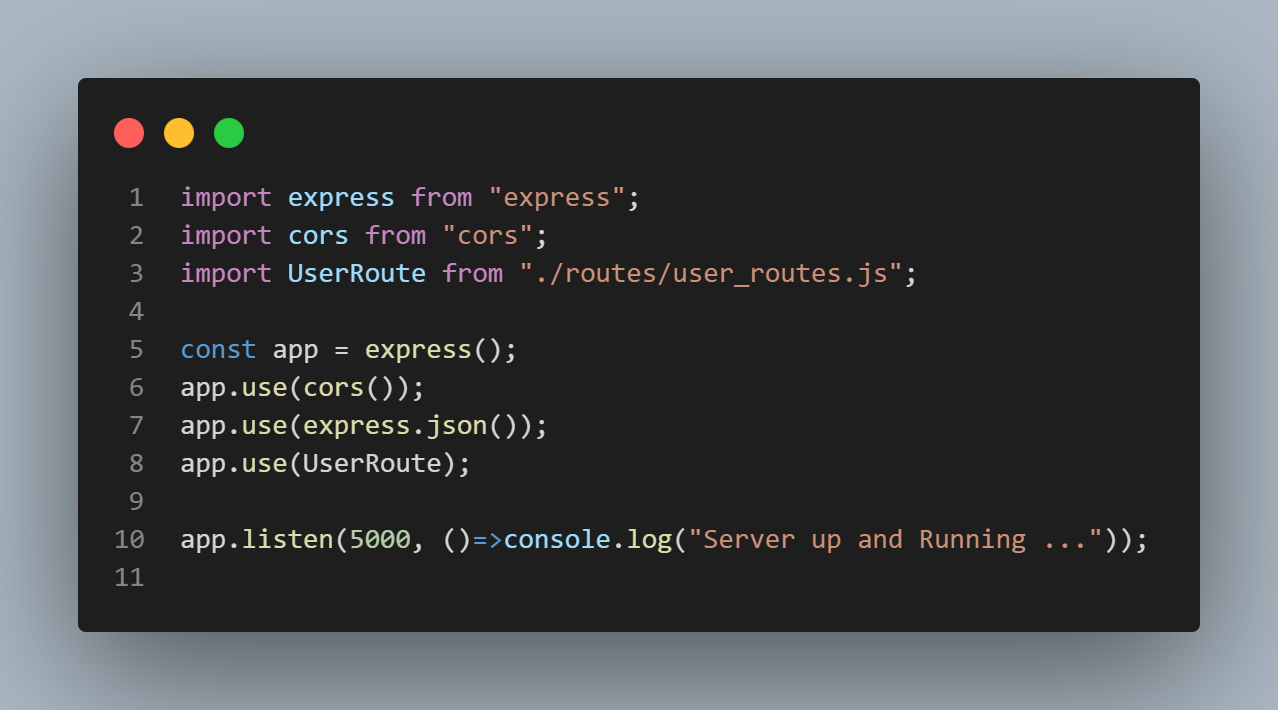 1 import express from "express";
2 import cors from "cors";
3 import UserRoute from "./routes/user_routes.js";
4
5 const app = express();
6 app.use(cors());
7 app.use(express.json());
8 app.use(UserRoute);
9
10 app.listen(5000, ()=>console.log("Server up and Running ..."));
11